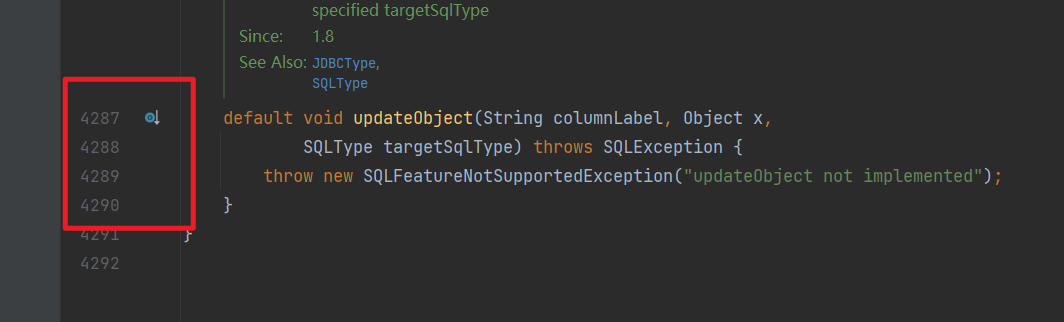 specified targetSqlType
Since: 1.8
See Also: JDBCType,
SQLType
4287 default void updateObject(String columnLabel, Object x,
4288 SQLType targetSqlType) throws SQLException {
4289 throw new SQLFeatureNotSupportedException("updateObject not implemented");
4290 }
4291 }
4292